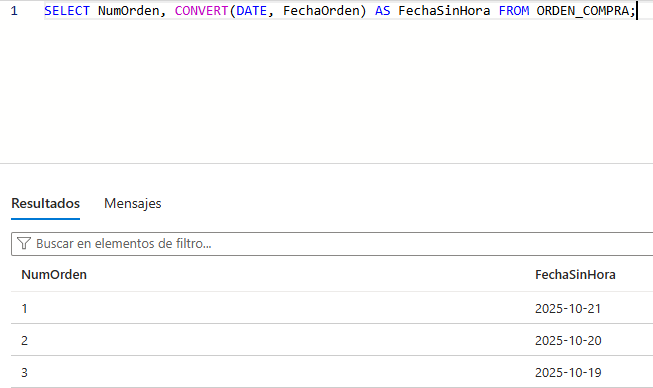 1 SELECT NumOrden, CONVERT(DATE, FechaOrden) AS FechaSinHora FROM ORDEN_COMPRA;
Resultados Mensajes
Buscar en elementos de filtro...
NumOrden FechaSinHora
1 2025-10-21
2 2025-10-20
3 2025-10-19